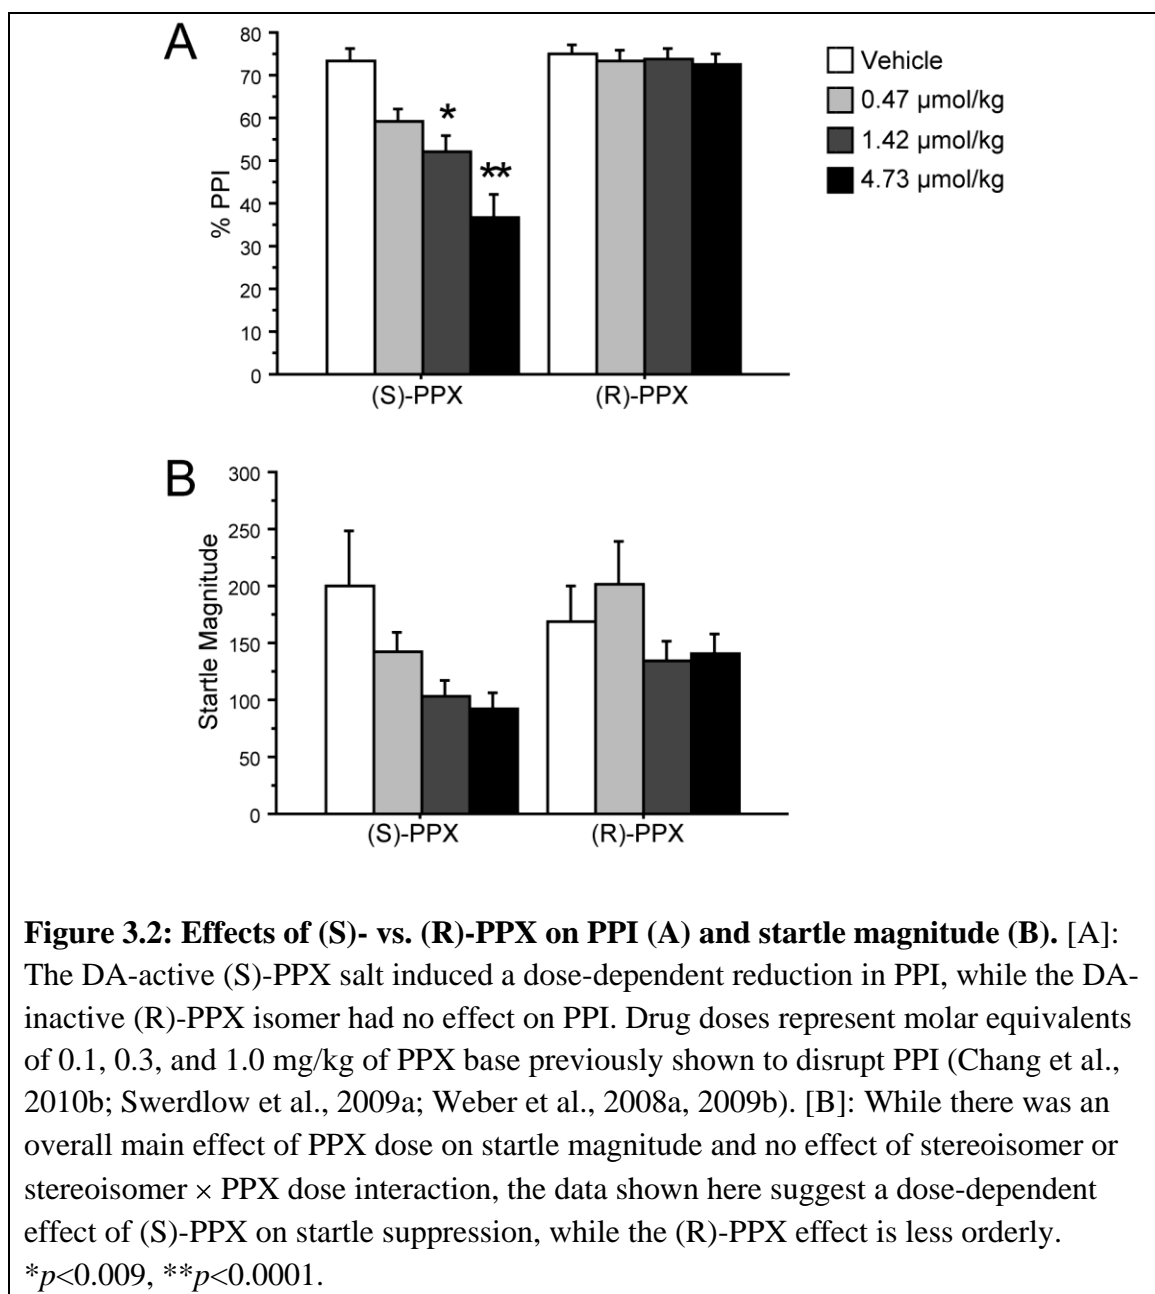 A
80
70
60
50
40
30
20
10
0
% PPI
*
**
(S)-PPX
(R)-PPX
Vehicle
0.47 µmol/kg
1.42 µmol/kg
4.73 µmol/kg
B
300
250
200
150
100
50
0
Startle Magnitude
(S)-PPX
(R)-PPX
Figure 3.2: Effects of (S)- vs. (R)-PPX on PPI (A) and startle magnitude (B). [A]:
The DA-active (S)-PPX salt induced a dose-dependent reduction in PPI, while the DA-
inactive (R)-PPX isomer had no effect on PPI. Drug doses represent molar equivalents
of 0.1, 0.3, and 1.0 mg/kg of PPX base previously shown to disrupt PPI (Chang et al.,
2010b; Swerdlow et al., 2009a; Weber et al., 2008a, 2009b). [B]: While there was an
overall main effect of PPX dose on startle magnitude and no effect of stereoisomer or
stereoisomer × PPX dose interaction, the data shown here suggest a dose-dependent
effect of (S)-PPX on startle suppression, while the (R)-PPX effect is less orderly.
*p<0.009, **p<0.0001.